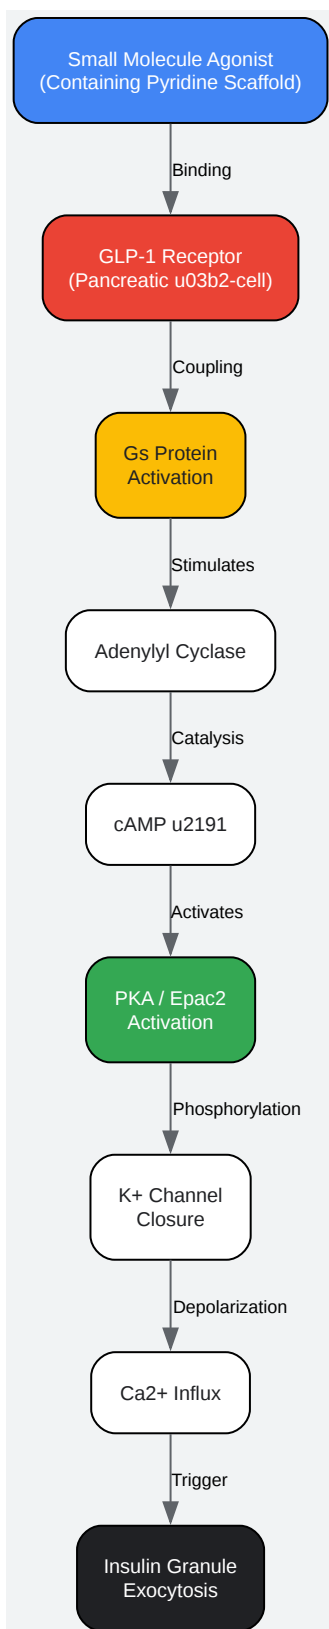 Small Molecule Agonist
(Containing Pyridine Scaffold)
Binding
GLP-1 Receptor
(Pancreatic u03b2-cell)
Coupling
Gs Protein
Activation
Stimulates
Adenylyl Cyclase
Catalysis
cAMP u2191
Activates
PKA / Epac2
Activation
Phosphorylation
K+ Channel
Closure
Depolarization
Ca2+ Influx
Trigger
Insulin Granule
Exocytosis